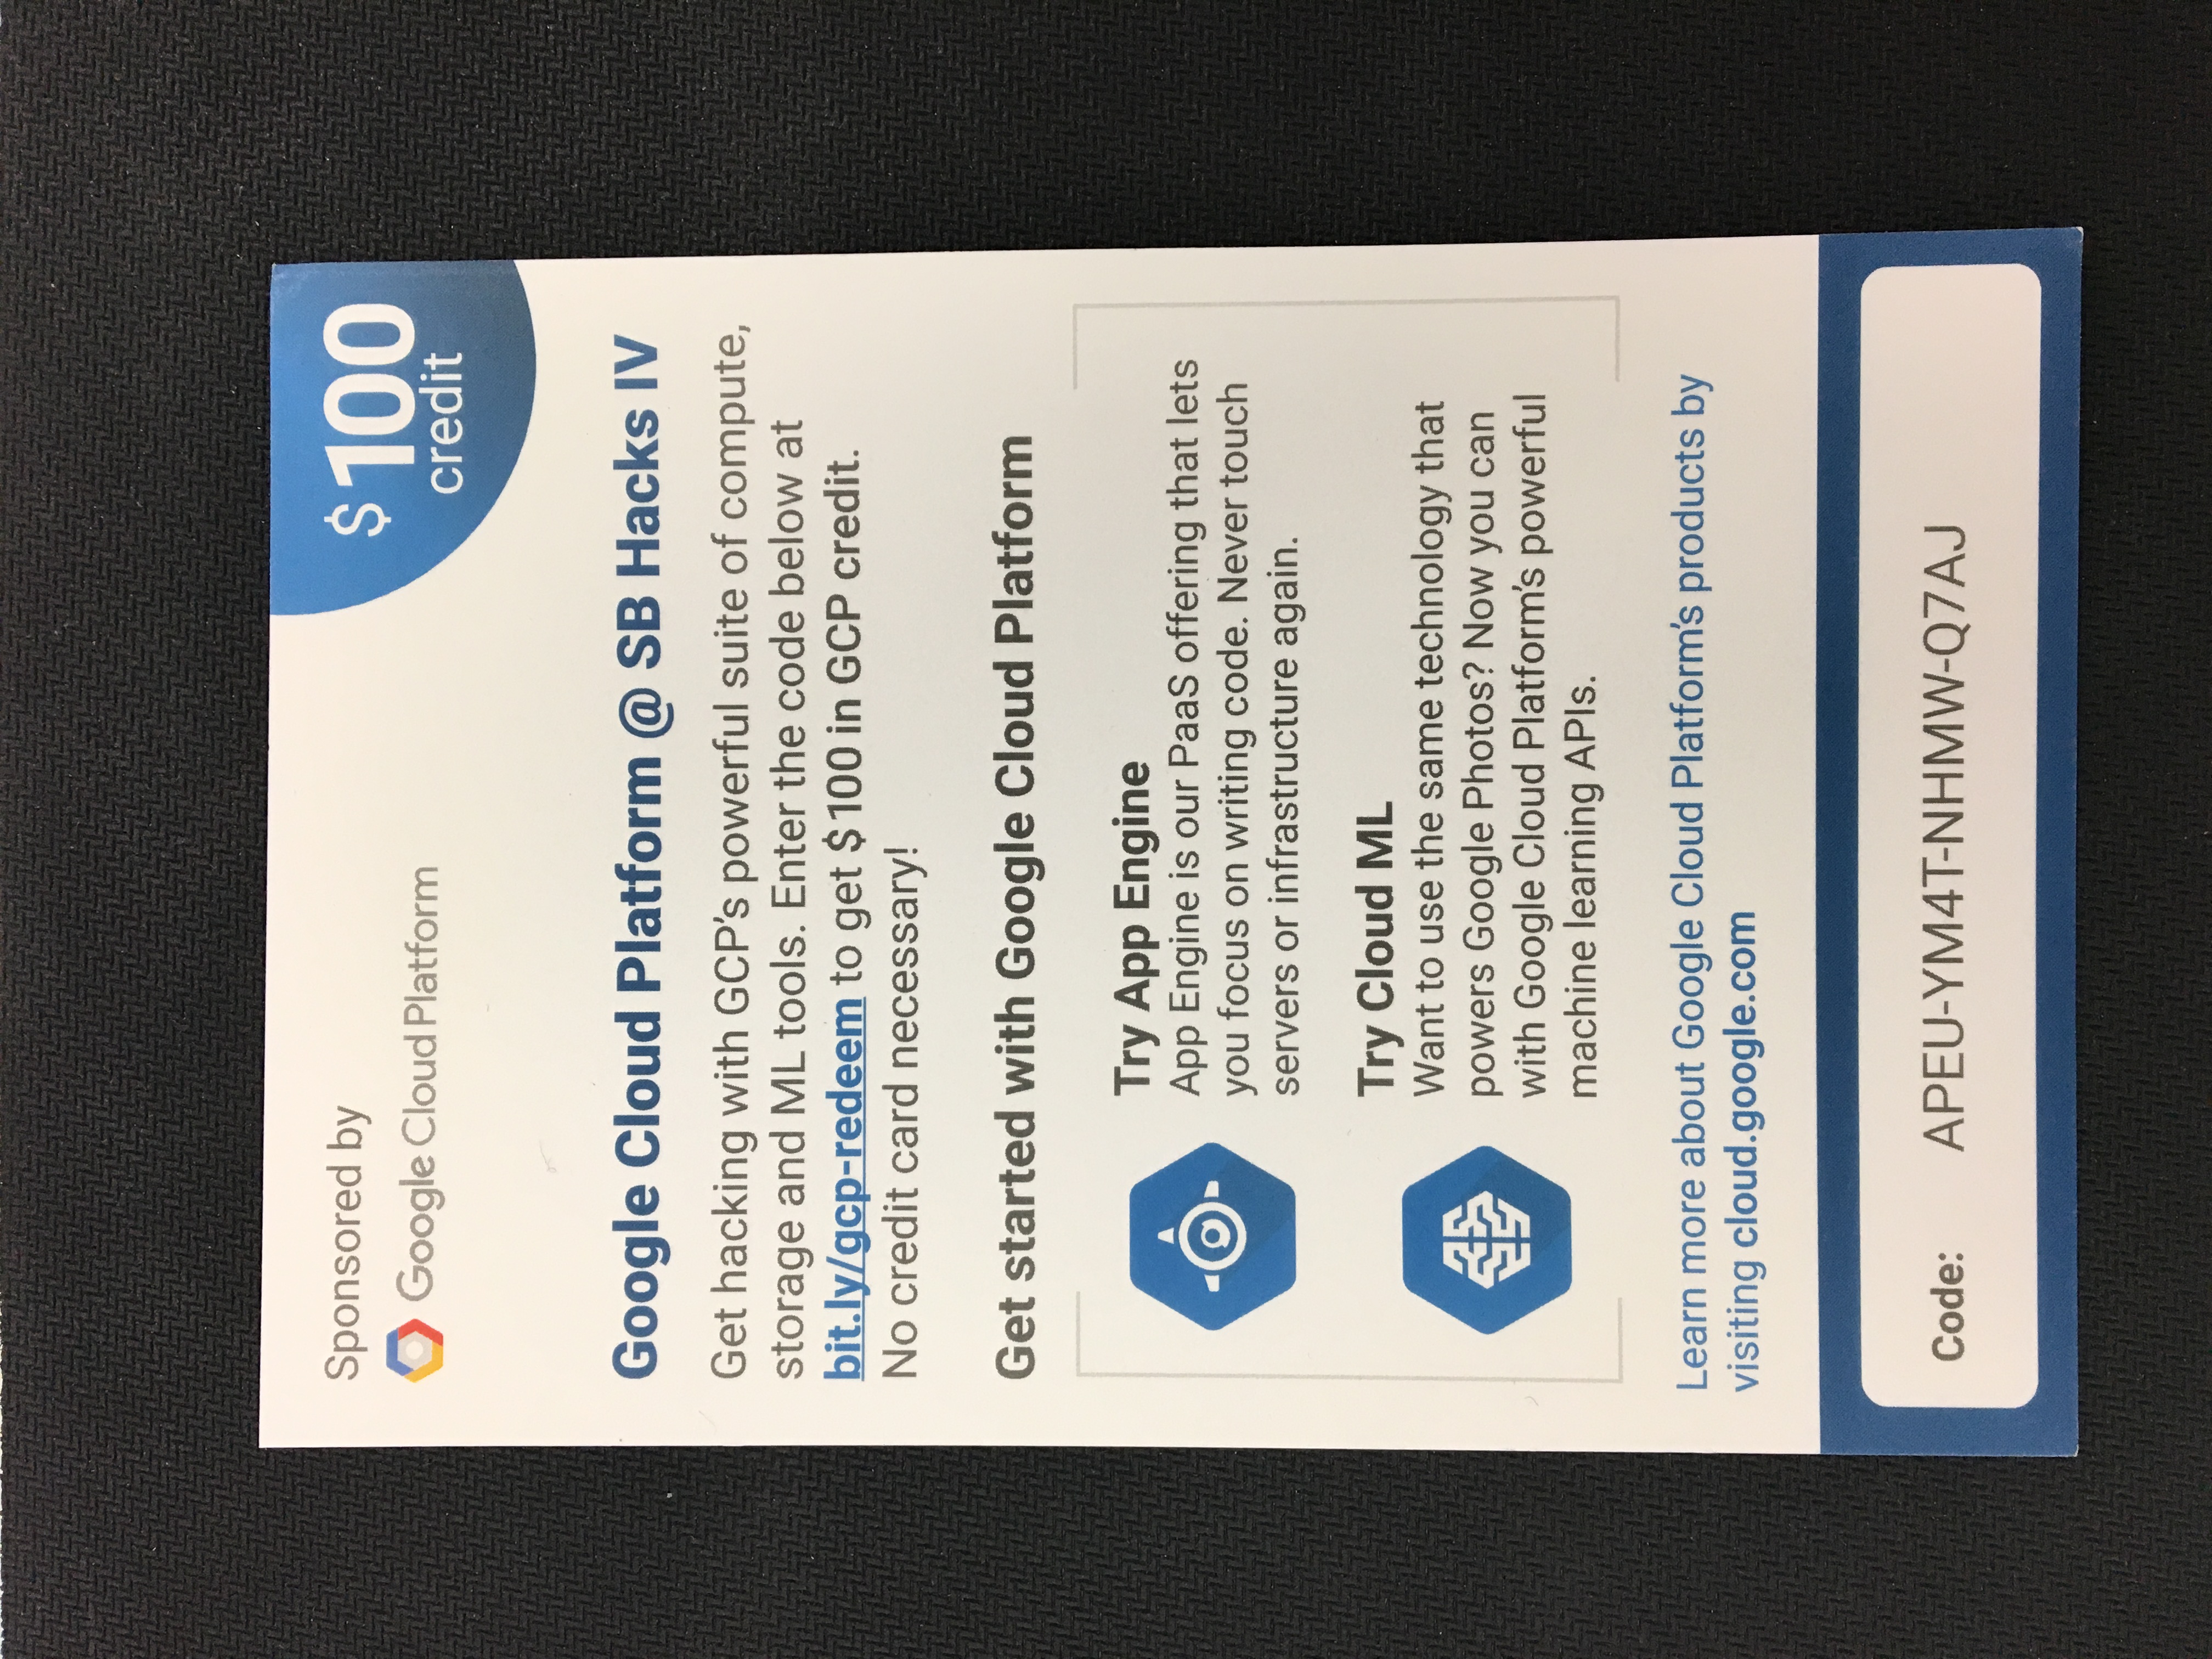 Sponsored by
Google Cloud Platform
$100
credit
Google Cloud Platform @ SB Hacks IV
Get hacking with GCP's powerful suite of compute,
storage and ML tools. Enter the code below at
bit.ly/gcp-redeem to get $100 in GCP credit.
No credit card necessary!
Get started with Google Cloud Platform
Try App Engine
App Engine is our PaaS offering that lets
you focus on writing code. Never touch
servers or infrastructure again.
Try Cloud ML
Want to use the same technology that
powers Google Photos? Now you can
with Google Cloud Platform's powerful
machine learning APIs.
Learn more about Google Cloud Platform's products by
visiting cloud.google.com
Code: APEU-YM4T-NHMW-Q7AJ